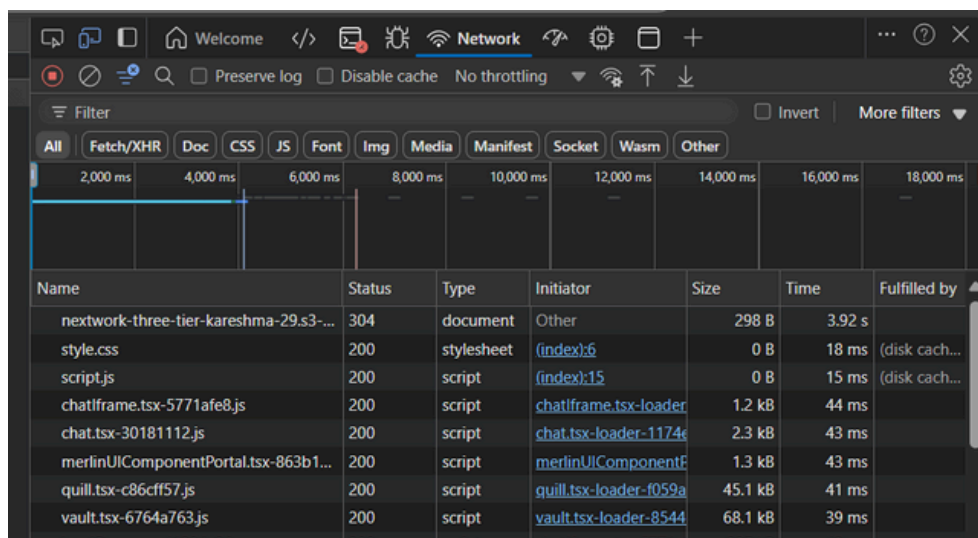 Welcome Network
Preserve log Disable cache No throttling
Filter Invert More filters
All Fetch/XHR Doc CSS JS Font Img Media Manifest Socket Wasm Other
2,000 ms 4,000 ms 6,000 ms 8,000 ms 10,000 ms 12,000 ms 14,000 ms 16,000 ms 18,000 ms
Name Status Type Initiator Size Time Fulfilled by
nextwork-three-tier-kareshma-29.s3-... 304 document Other 298 B 3.92 s
style.css 200 stylesheet (index):6 0 B 18 ms (disk cach...
script.js 200 script (index):15 0 B 15 ms (disk cach...
chatIframe.tsx-5771afe8.js 200 script chatIframe.tsx-loader 1.2 kB 44 ms
chat.tsx-30181112.js 200 script chat.tsx-loader-1174e 2.3 kB 43 ms
merlinUIComponentPortal.tsx-863b1... 200 script merlinUIComponentP 1.3 kB 43 ms
quill.tsx-c86cff57.js 200 script quill.tsx-loader-f059a 45.1 kB 41 ms
vault.tsx-6764a763.js 200 script vault.tsx-loader-8544 68.1 kB 39 ms